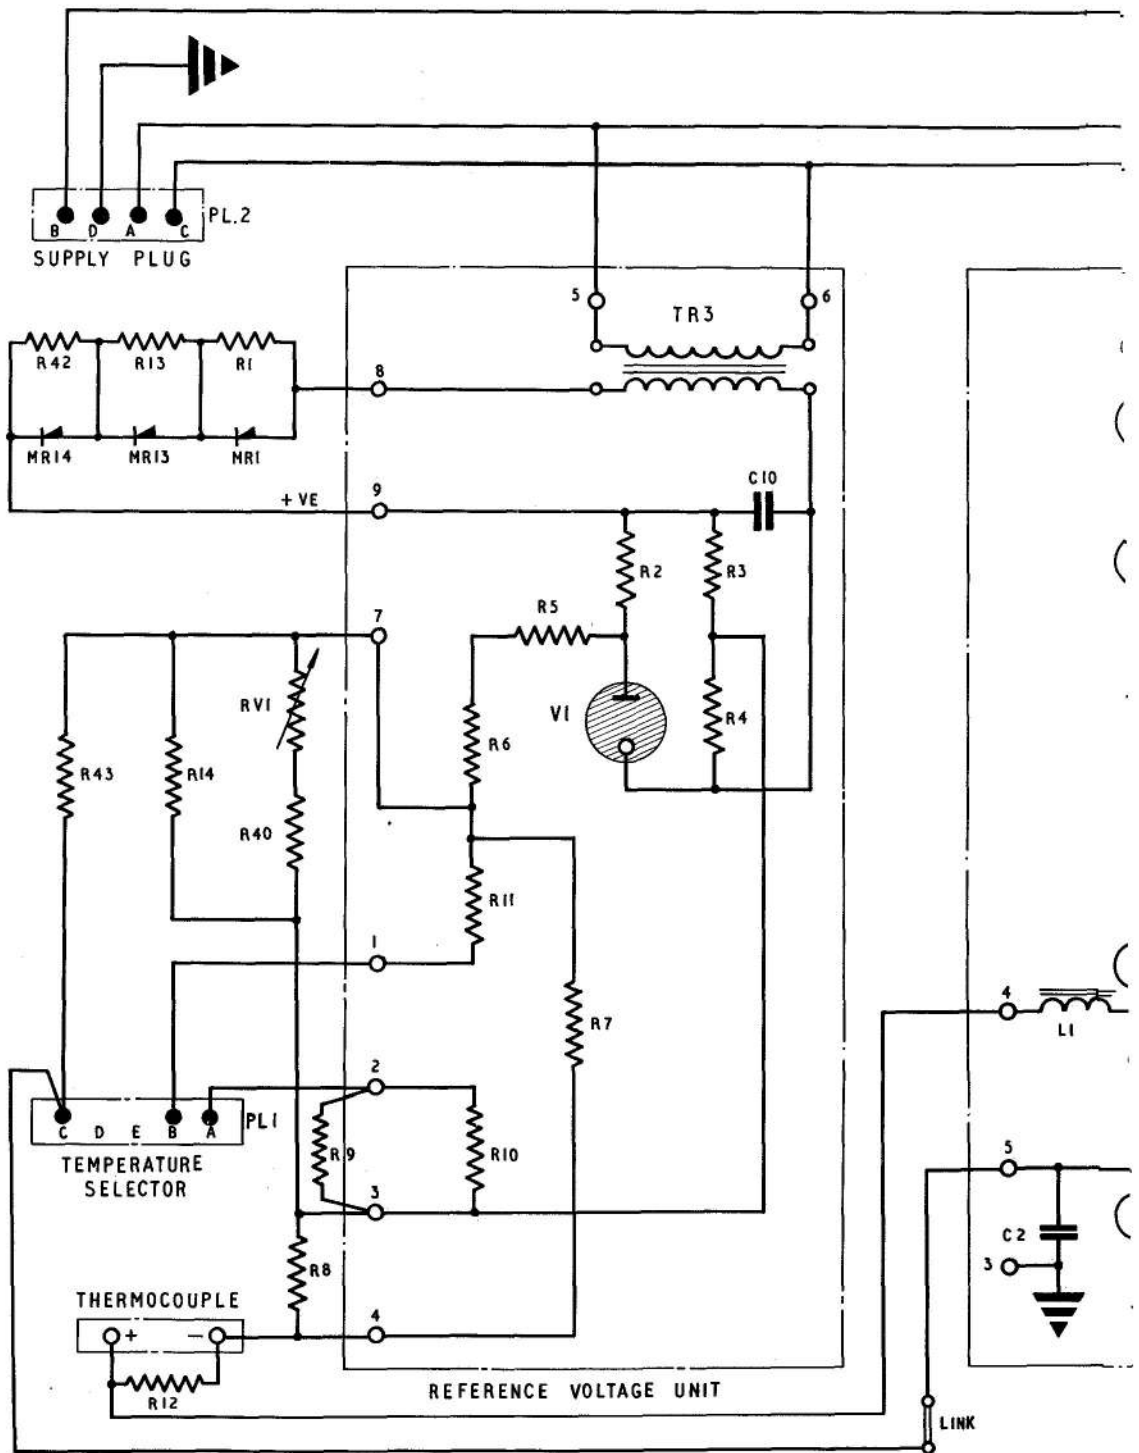 B D A C PL.2
SUPPLY PLUG
5 6
TR3
R42 R13 R1
8
MR14 MR13 MR1
C10
+VE 9
R2 R3
7 R5
RV1 V1 R4
R6
R43 R14
R40
R11
1
4
R7 L1
2
C D E B A PL1
R9 R10
TEMPERATURE
SELECTOR
5
3
C2
3
R8
THERMOCOUPLE
4
+ −
REFERENCE VOLTAGE UNIT
R12
LINK